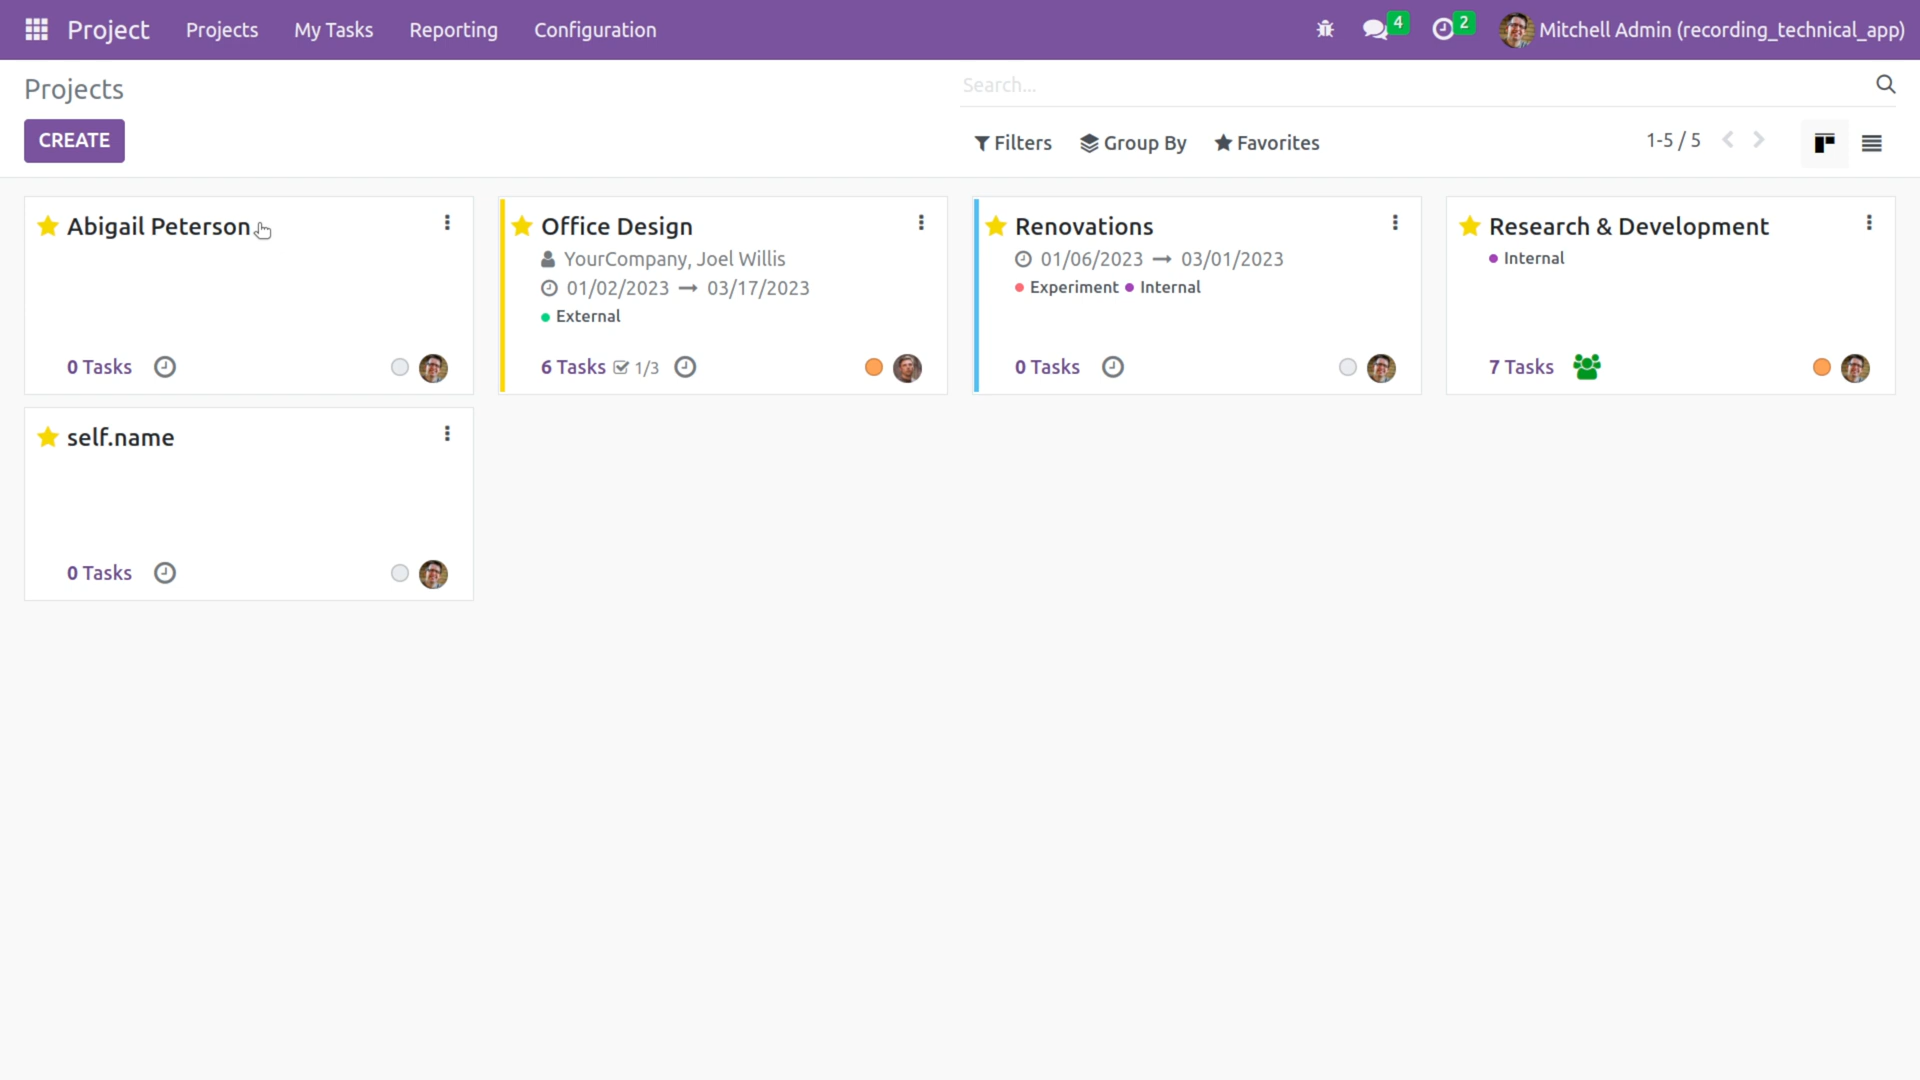 Project Projects My Tasks Reporting Configuration 4 2 Mitchell Admin (recording_technical_app)
Projects
Search...
CREATE
Filters Group By Favorites 1-5 / 5
Abigail Peterson
0 Tasks
Office Design
YourCompany, Joel Willis
01/02/2023 → 03/17/2023
External
6 Tasks 1/3
Renovations
01/06/2023 → 03/01/2023
Experiment Internal
0 Tasks
Research & Development
Internal
7 Tasks
self.name
0 Tasks